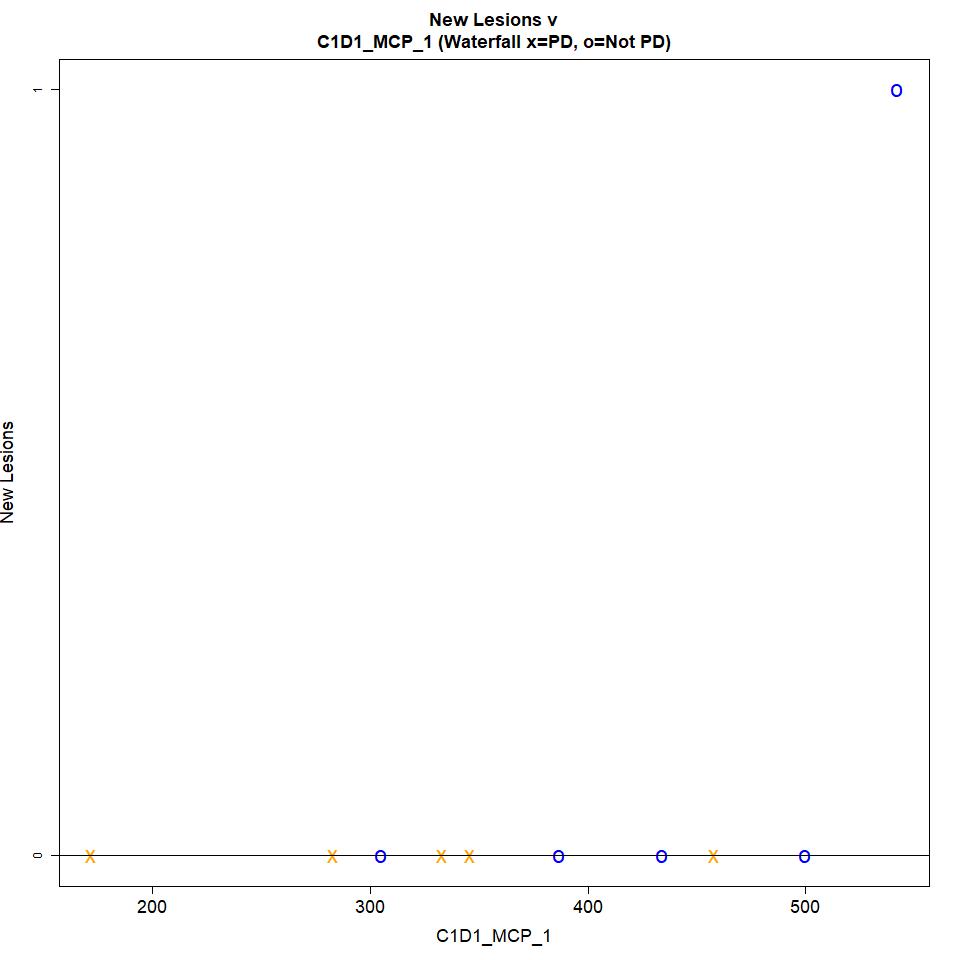 New Lesions v
C1D1_MCP_1 (Waterfall x=PD, o=Not PD)
New Lesions
1
0
o
x x o x x o o x o
200 300 400 500
C1D1_MCP_1